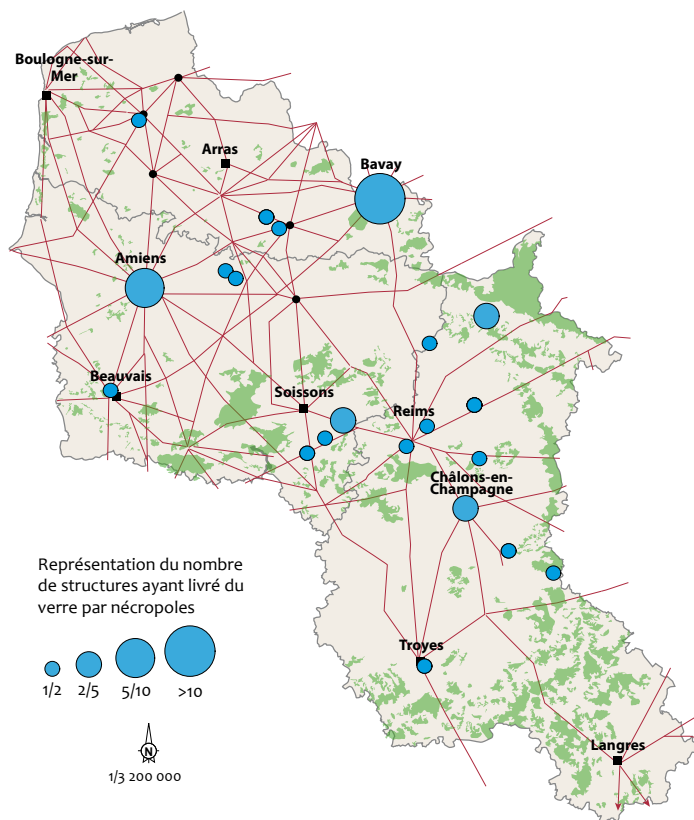 Boulogne-sur-
Mer
Arras
Bavay
Amiens
Beauvais
Soissons
Reims
Châlons-en-
Champagne
Troyes
Langres
Représentation du nombre
de structures ayant livré du
verre par nécropoles
1/2 2/5 5/10 >10
N
1/3 200 000